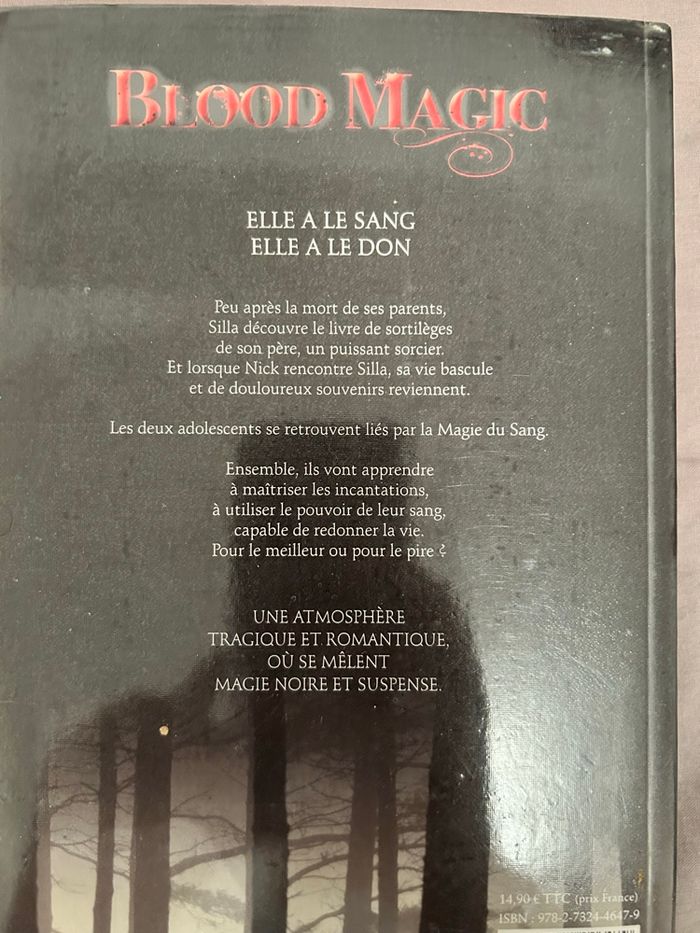 BLOOD MAGIC
ELLE A LE SANG
ELLE A LE DON
Peu après la mort de ses parents,
Silla découvre le livre de sortilèges
de son père, un puissant sorcier.
Et lorsque Nick rencontre Silla, sa vie bascule
et de douloureux souvenirs reviennent.
Les deux adolescents se retrouvent liés par la Magie du Sang.
Ensemble, ils vont apprendre
à maîtriser les incantations,
à utiliser le pouvoir de leur sang,
capable de redonner la vie.
Pour le meilleur ou pour le pire ?
UNE ATMOSPHÈRE
TRAGIQUE ET ROMANTIQUE,
OÙ SE MÊLENT
MAGIE NOIRE ET SUSPENSE.
14,90 € TTC (prix France)
ISBN : 978-2-7324-4647-9